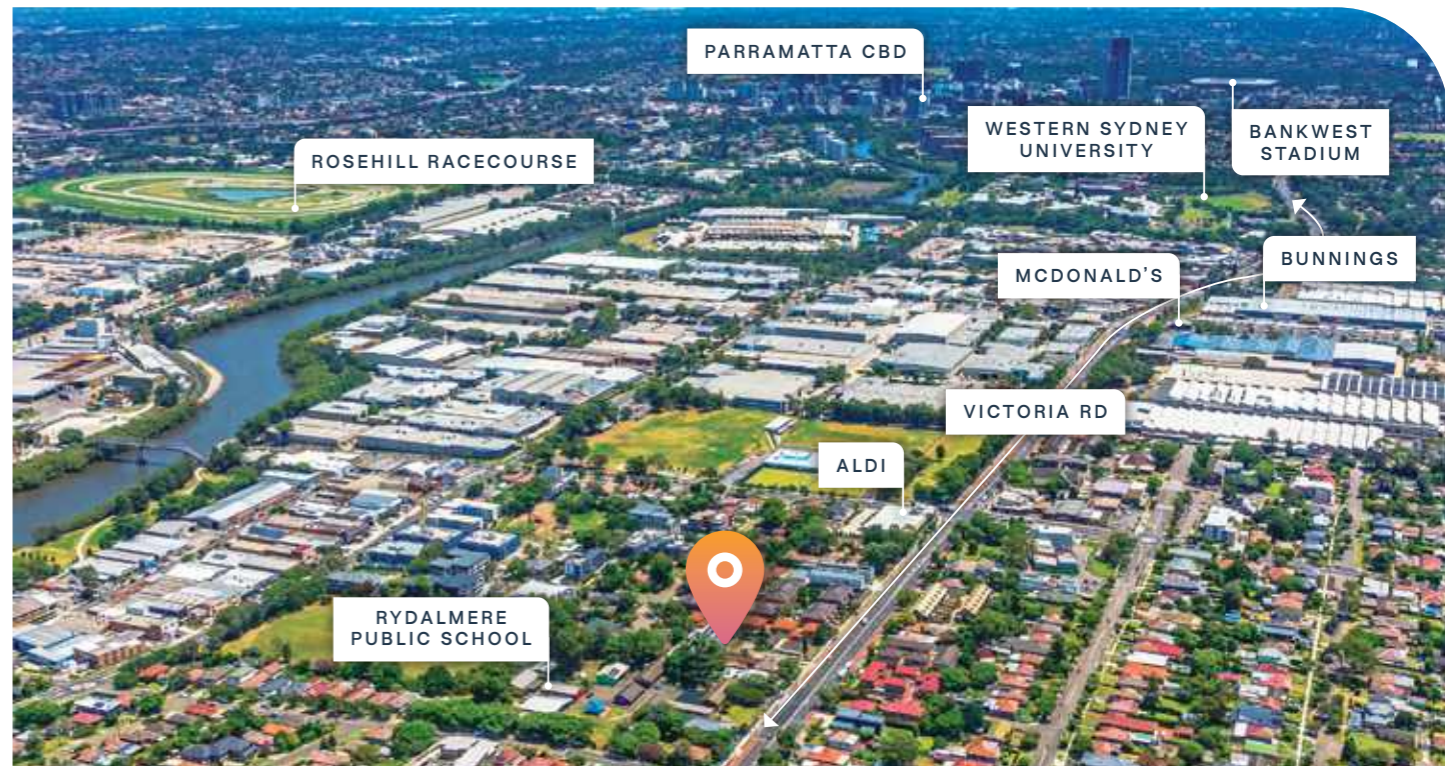 PARRAMATTA CBD
WESTERN SYDNEY
UNIVERSITY
BANKWEST
STADIUM
ROSEHILL RACECOURSE
MCDONALD'S
BUNNINGS
VICTORIA RD
ALDI
RYDALMERE
PUBLIC SCHOOL